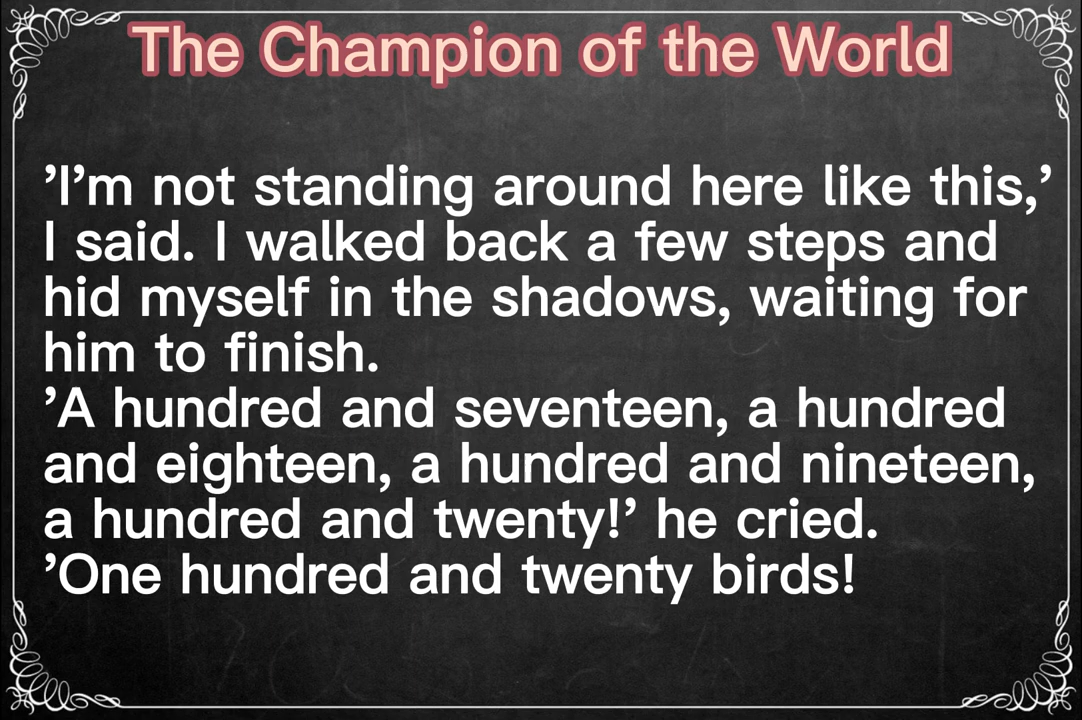 The Champion of the World
’I’m not standing around here like this,’
I said. I walked back a few steps and
hid myself in the shadows, waiting for
him to finish.
’A hundred and seventeen, a hundred
and eighteen, a hundred and nineteen,
a hundred and twenty!’ he cried.
’One hundred and twenty birds!